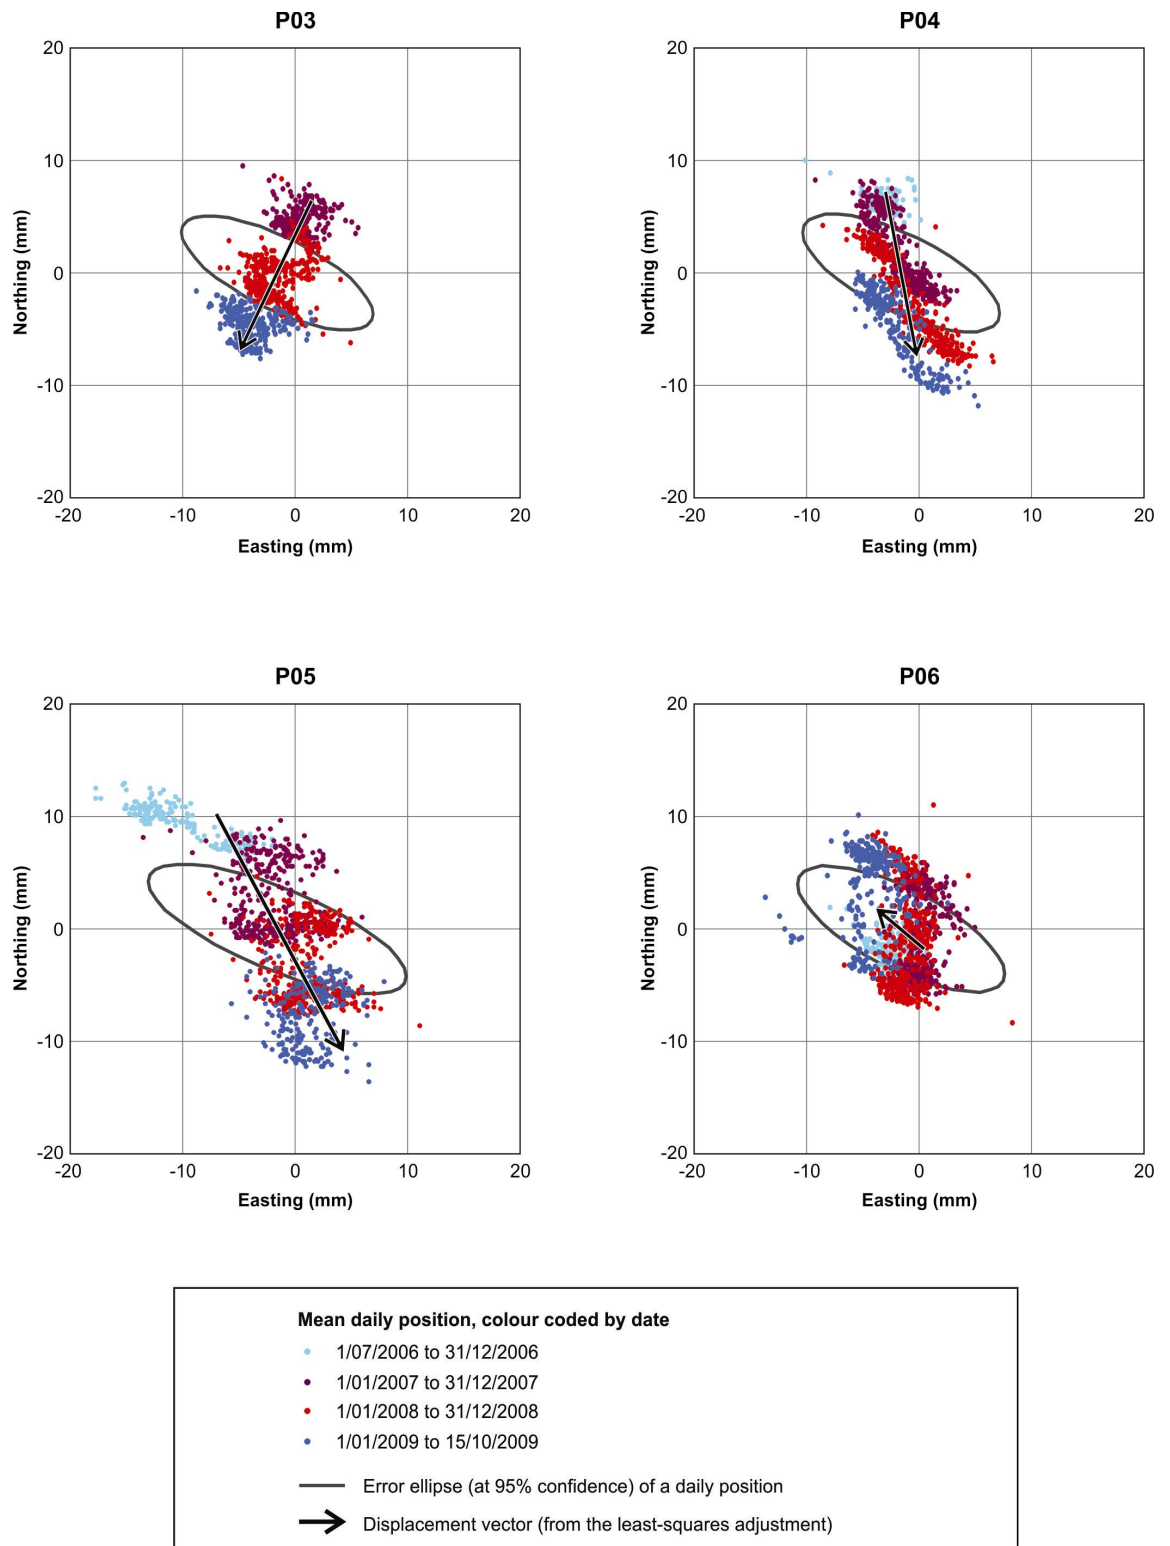 P03
P04
20
10
0
-10
-20
Northing (mm)
-20
-10
0
10
20
Easting (mm)
20
10
0
-10
-20
Northing (mm)
-20
-10
0
10
20
Easting (mm)
P05
P06
20
10
0
-10
-20
Northing (mm)
-20
-10
0
10
20
Easting (mm)
20
10
0
-10
-20
Northing (mm)
-20
-10
0
10
20
Easting (mm)
Mean daily position, colour coded by date
1/07/2006 to 31/12/2006
1/01/2007 to 31/12/2007
1/01/2008 to 31/12/2008
1/01/2009 to 15/10/2009
Error ellipse (at 95% confidence) of a daily position
Displacement vector (from the least-squares adjustment)